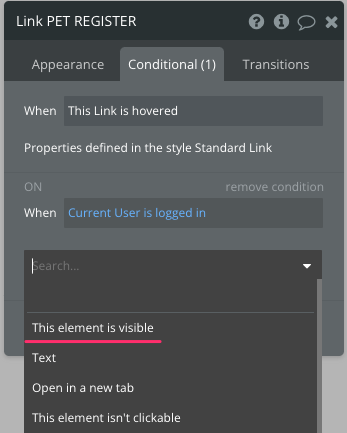 Link PET REGISTER
Appearance
Conditional (1)
Transitions
When
This Link is hovered
Properties defined in the style Standard Link
ON
remove condition
When
Current User is logged in
Search...
This element is visible
Text
Open in a new tab
This element isn't clickable